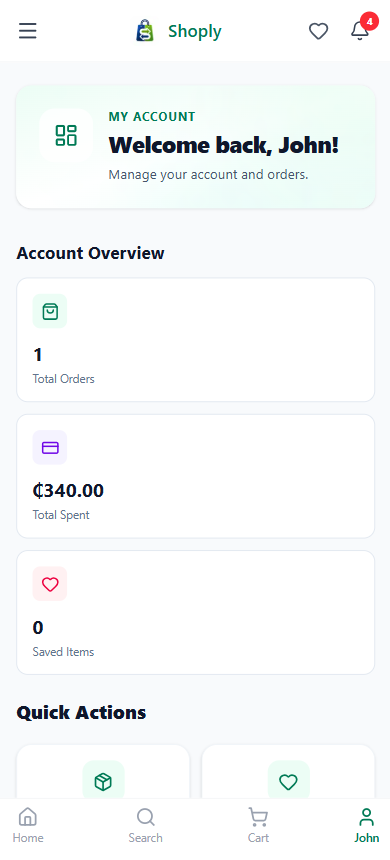 Shoply
4
MY ACCOUNT
Welcome back, John!
Manage your account and orders.
Account Overview
1
Total Orders
₵340.00
Total Spent
0
Saved Items
Quick Actions
Home
Search
Cart
John